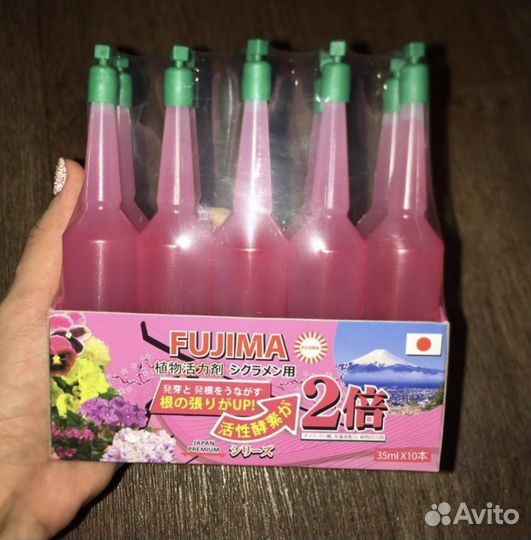 FUJIMA
FUJIMA
植物活力剤 シクラメン用
発芽と 発根をうながす
根の張りがUP!
活性酵素が
2倍
JAPAN
PREMIUM
シリーズ
35ml X10本
Avito